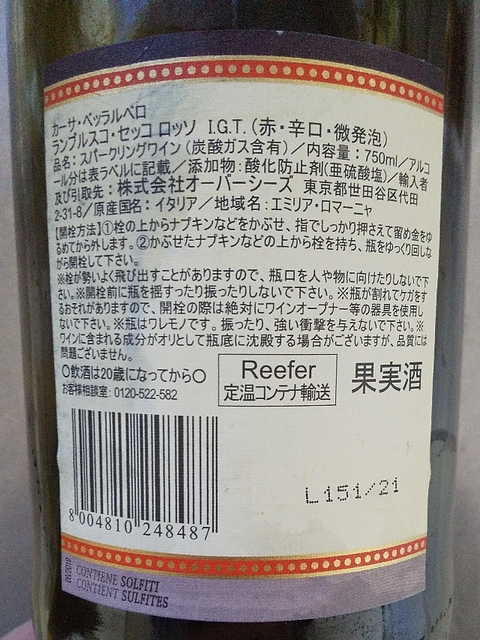 カーサ・ベッラルベロ
ランブルスコ・セッコ ロッソ I.G.T.(赤・辛口・微発泡)
品名:スパークリングワイン(炭酸ガス含有)/内容量:750ml/アルコ
ール分は表ラベルに記載/添加物:酸化防止剤(亜硫酸塩)/輸入者
及び引取先:株式会社オーバーシーズ 東京都世田谷区代田
2-31-8/原産国名:イタリア/地域名:エミリア・ロマーニャ
【開栓方法】①栓の上からナプキンなどをかぶせ、指でしっかり押さえて留め金をゆ
るめてから外します。②かぶせたナプキンなどの上から栓を持ち、瓶をゆっくり回しな
がら開栓して下さい。
※栓が勢いよく飛び出すことがありますので、瓶口を人や物に向けたりしないで下
さい。※開栓前に瓶を揺すったり振ったりしないで下さい。※瓶が割れてケガをす
るおそれがありますので、開栓の際は絶対にワインオープナー等の器具を使用し
ないで下さい。※瓶はワレモノです。振ったり、強い衝撃を与えないで下さい。※
ワインに含まれる成分がオリとして瓶底に沈殿する場合がございますが、品質には
問題ございません。
〇飲酒は20歳になってから〇
お客様相談室:0120-522-582
Reefer
定温コンテナ輸送
果実酒
L151/21
8 004810 248487
CONTIENE SOLFITI
CONTIENT SULFITES